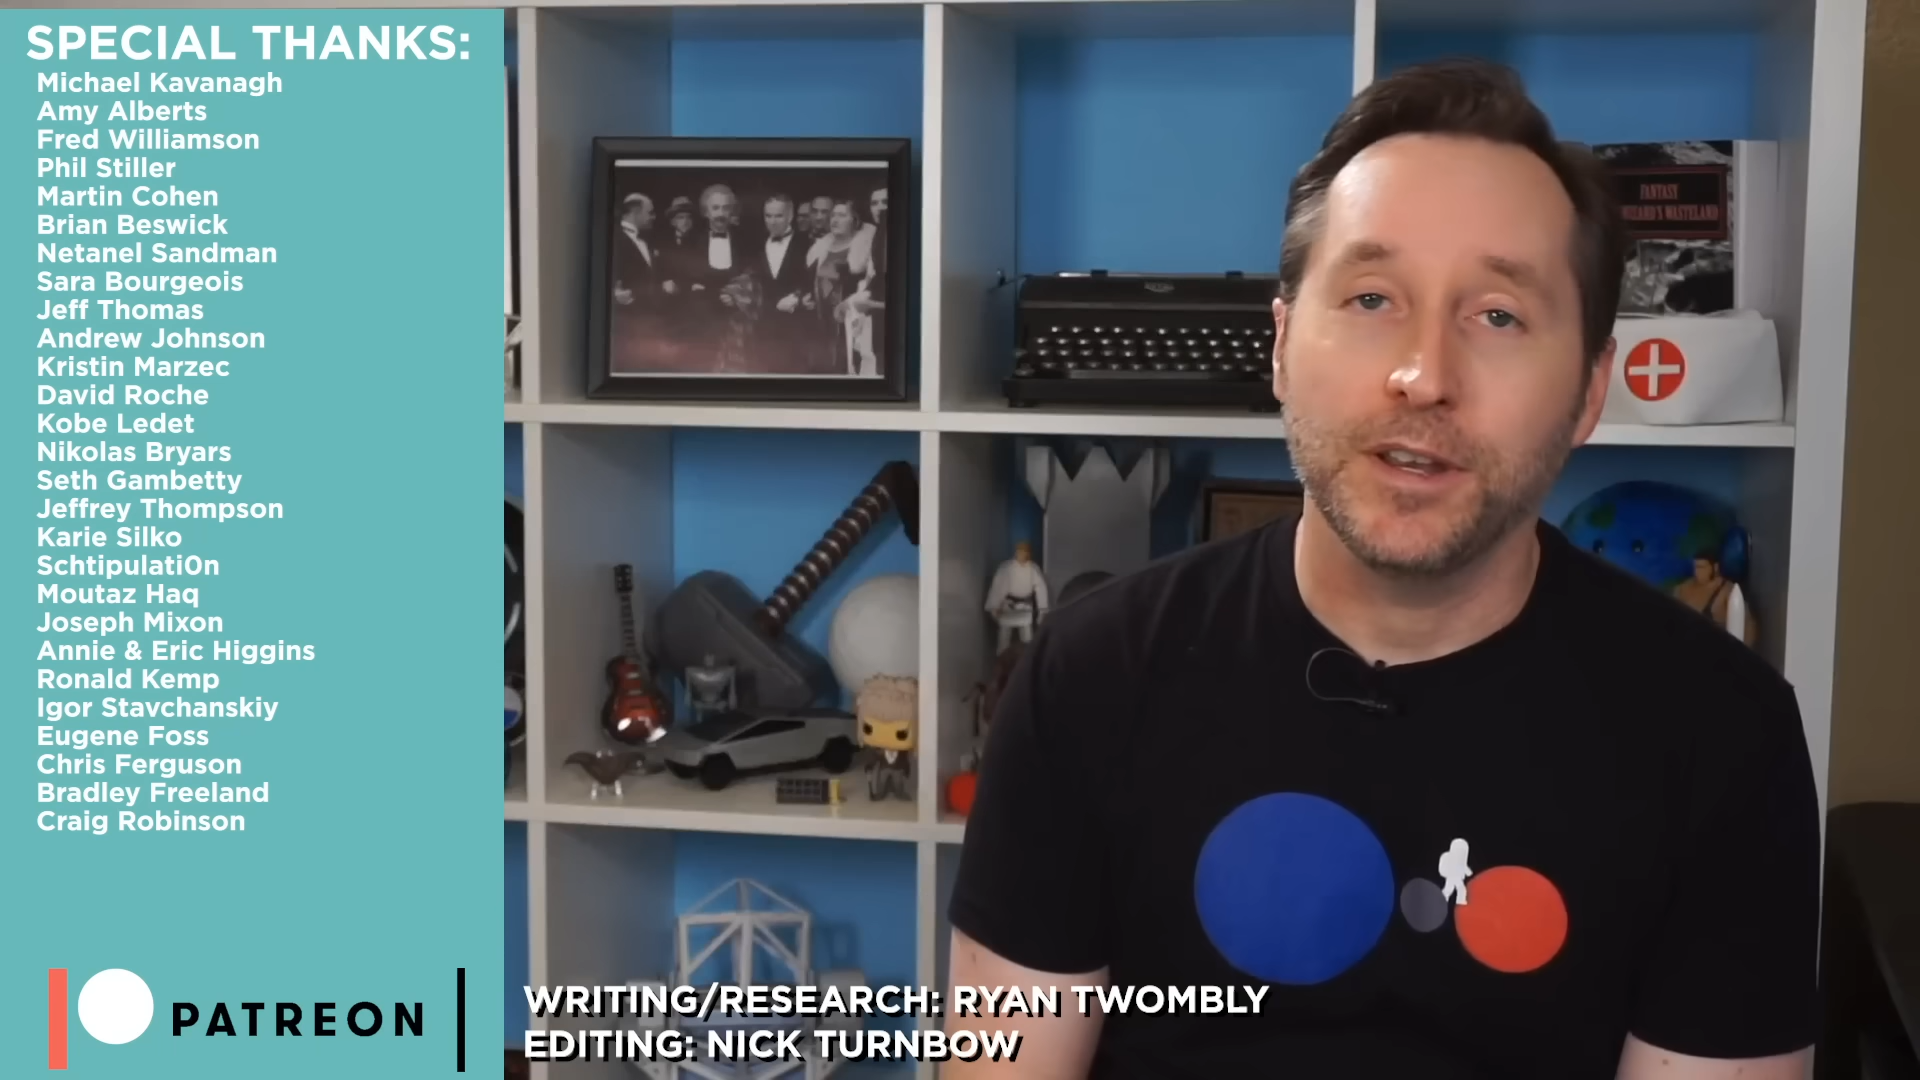 SPECIAL THANKS:
Michael Kavanagh
Amy Alberts
Fred Williamson
Phil Stiller
Martin Cohen
Brian Beswick
Netanel Sandman
Sara Bourgeois
Jeff Thomas
Andrew Johnson
Kristin Marzec
David Roche
Kobe Ledet
Nikolas Bryars
Seth Gambetty
Jeffrey Thompson
Karie Silko
Schtipulati0n
Moutaz Haq
Joseph Mixon
Annie & Eric Higgins
Ronald Kemp
Igor Stavchanskiy
Eugene Foss
Chris Ferguson
Bradley Freeland
Craig Robinson
PATREON
WRITING/RESEARCH: RYAN TWOMBLY
EDITING: NICK TURNBOW
FANTASY
WASTELAND